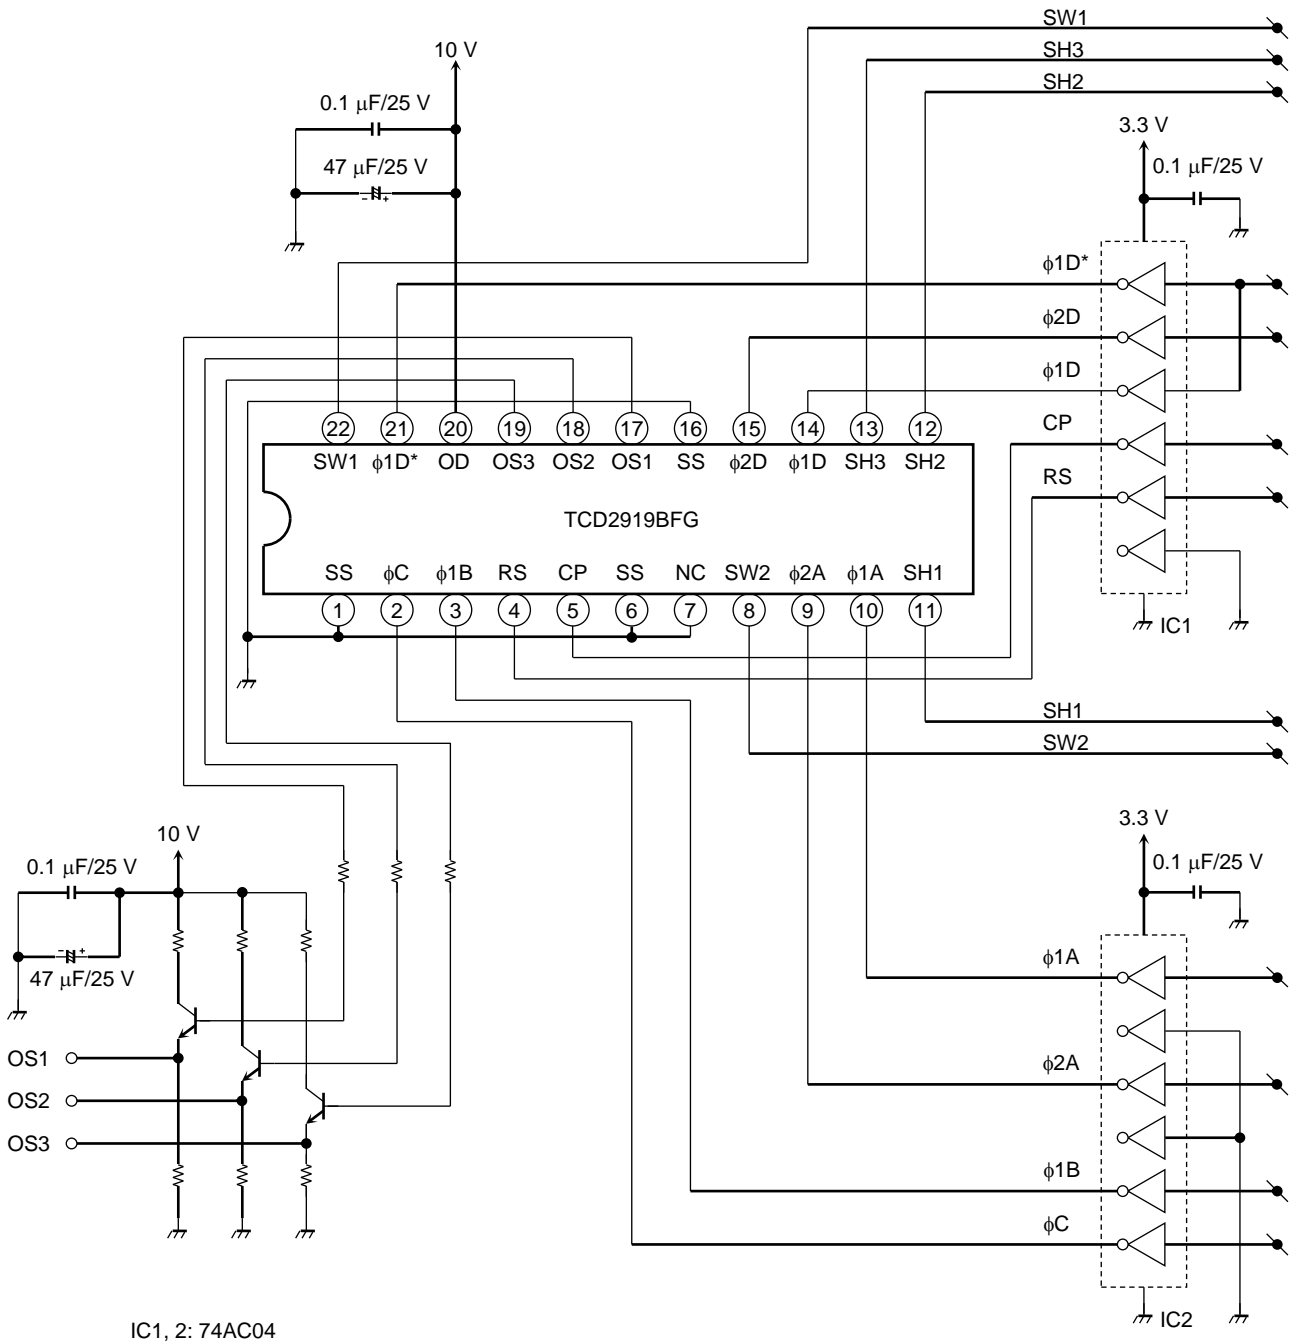 SW1
10 V
SH3
SH2
0.1 μF/25 V
3.3 V
47 μF/25 V
0.1 μF/25 V
- +
φ1D*
φ2D
φ1D
CP
22 21 20 19 18 17 16 15 14 13 12
SW1 φ1D* OD OS3 OS2 OS1 SS φ2D φ1D SH3 SH2
RS
TCD2919BFG
SS φC φ1B RS CP SS NC SW2 φ2A φ1A SH1
1 2 3 4 5 6 7 8 9 10 11
IC1
SH1
SW2
3.3 V
10 V
0.1 μF/25 V
0.1 μF/25 V
- +
φ1A
47 μF/25 V
OS1
φ2A
OS2
OS3
φ1B
φC
IC2
IC1, 2: 74AC04